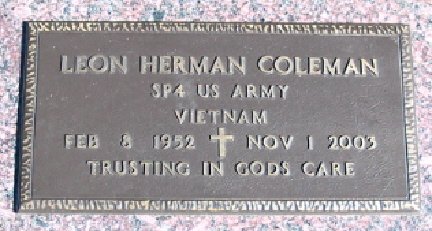 LEON HERMAN COLEMAN
SP4 US ARMY
VIETNAM
FEB 8 1952 ✝ NOV 1 2003
TRUSTING IN GODS CARE